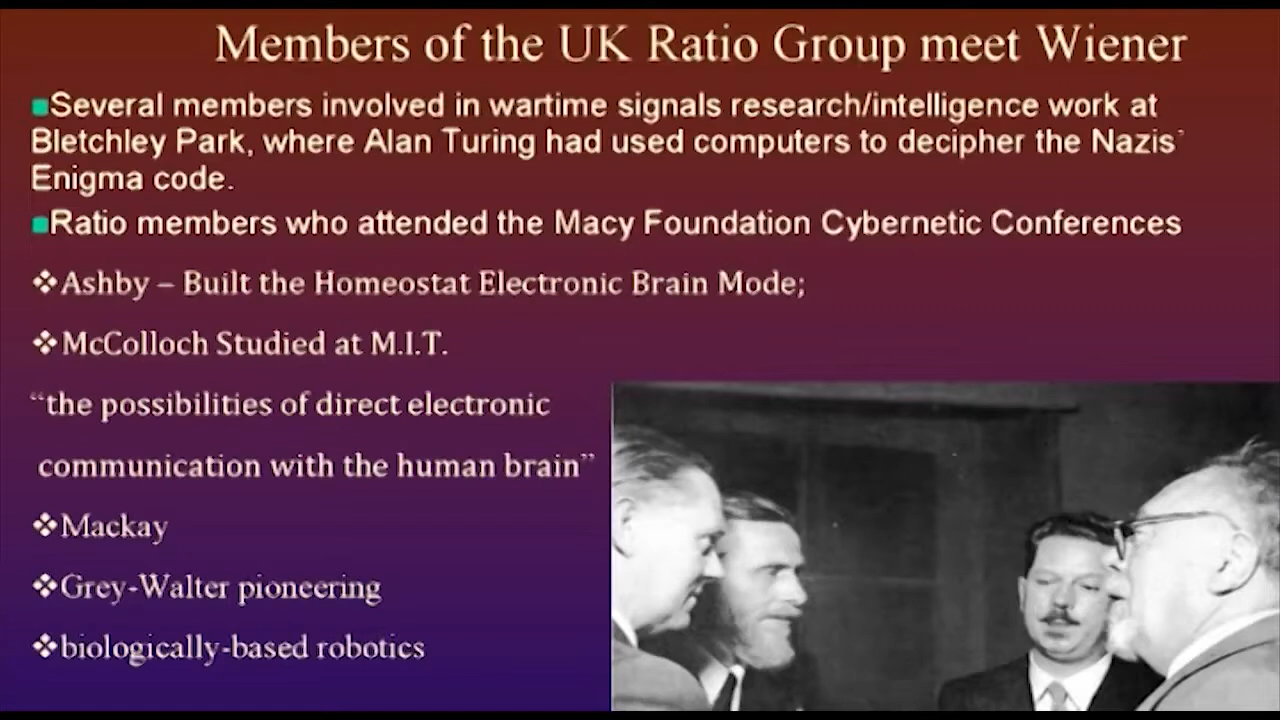 Members of the UK Ratio Group meet Wiener
Several members involved in wartime signals research/intelligence work at
Bletchley Park, where Alan Turing had used computers to decipher the Nazis'
Enigma code.
Ratio members who attended the Macy Foundation Cybernetic Conferences
Ashby – Built the Homeostat Electronic Brain Mode;
McColloch Studied at M.I.T.
“the possibilities of direct electronic
communication with the human brain”
Mackay
Grey-Walter pioneering
biologically-based robotics